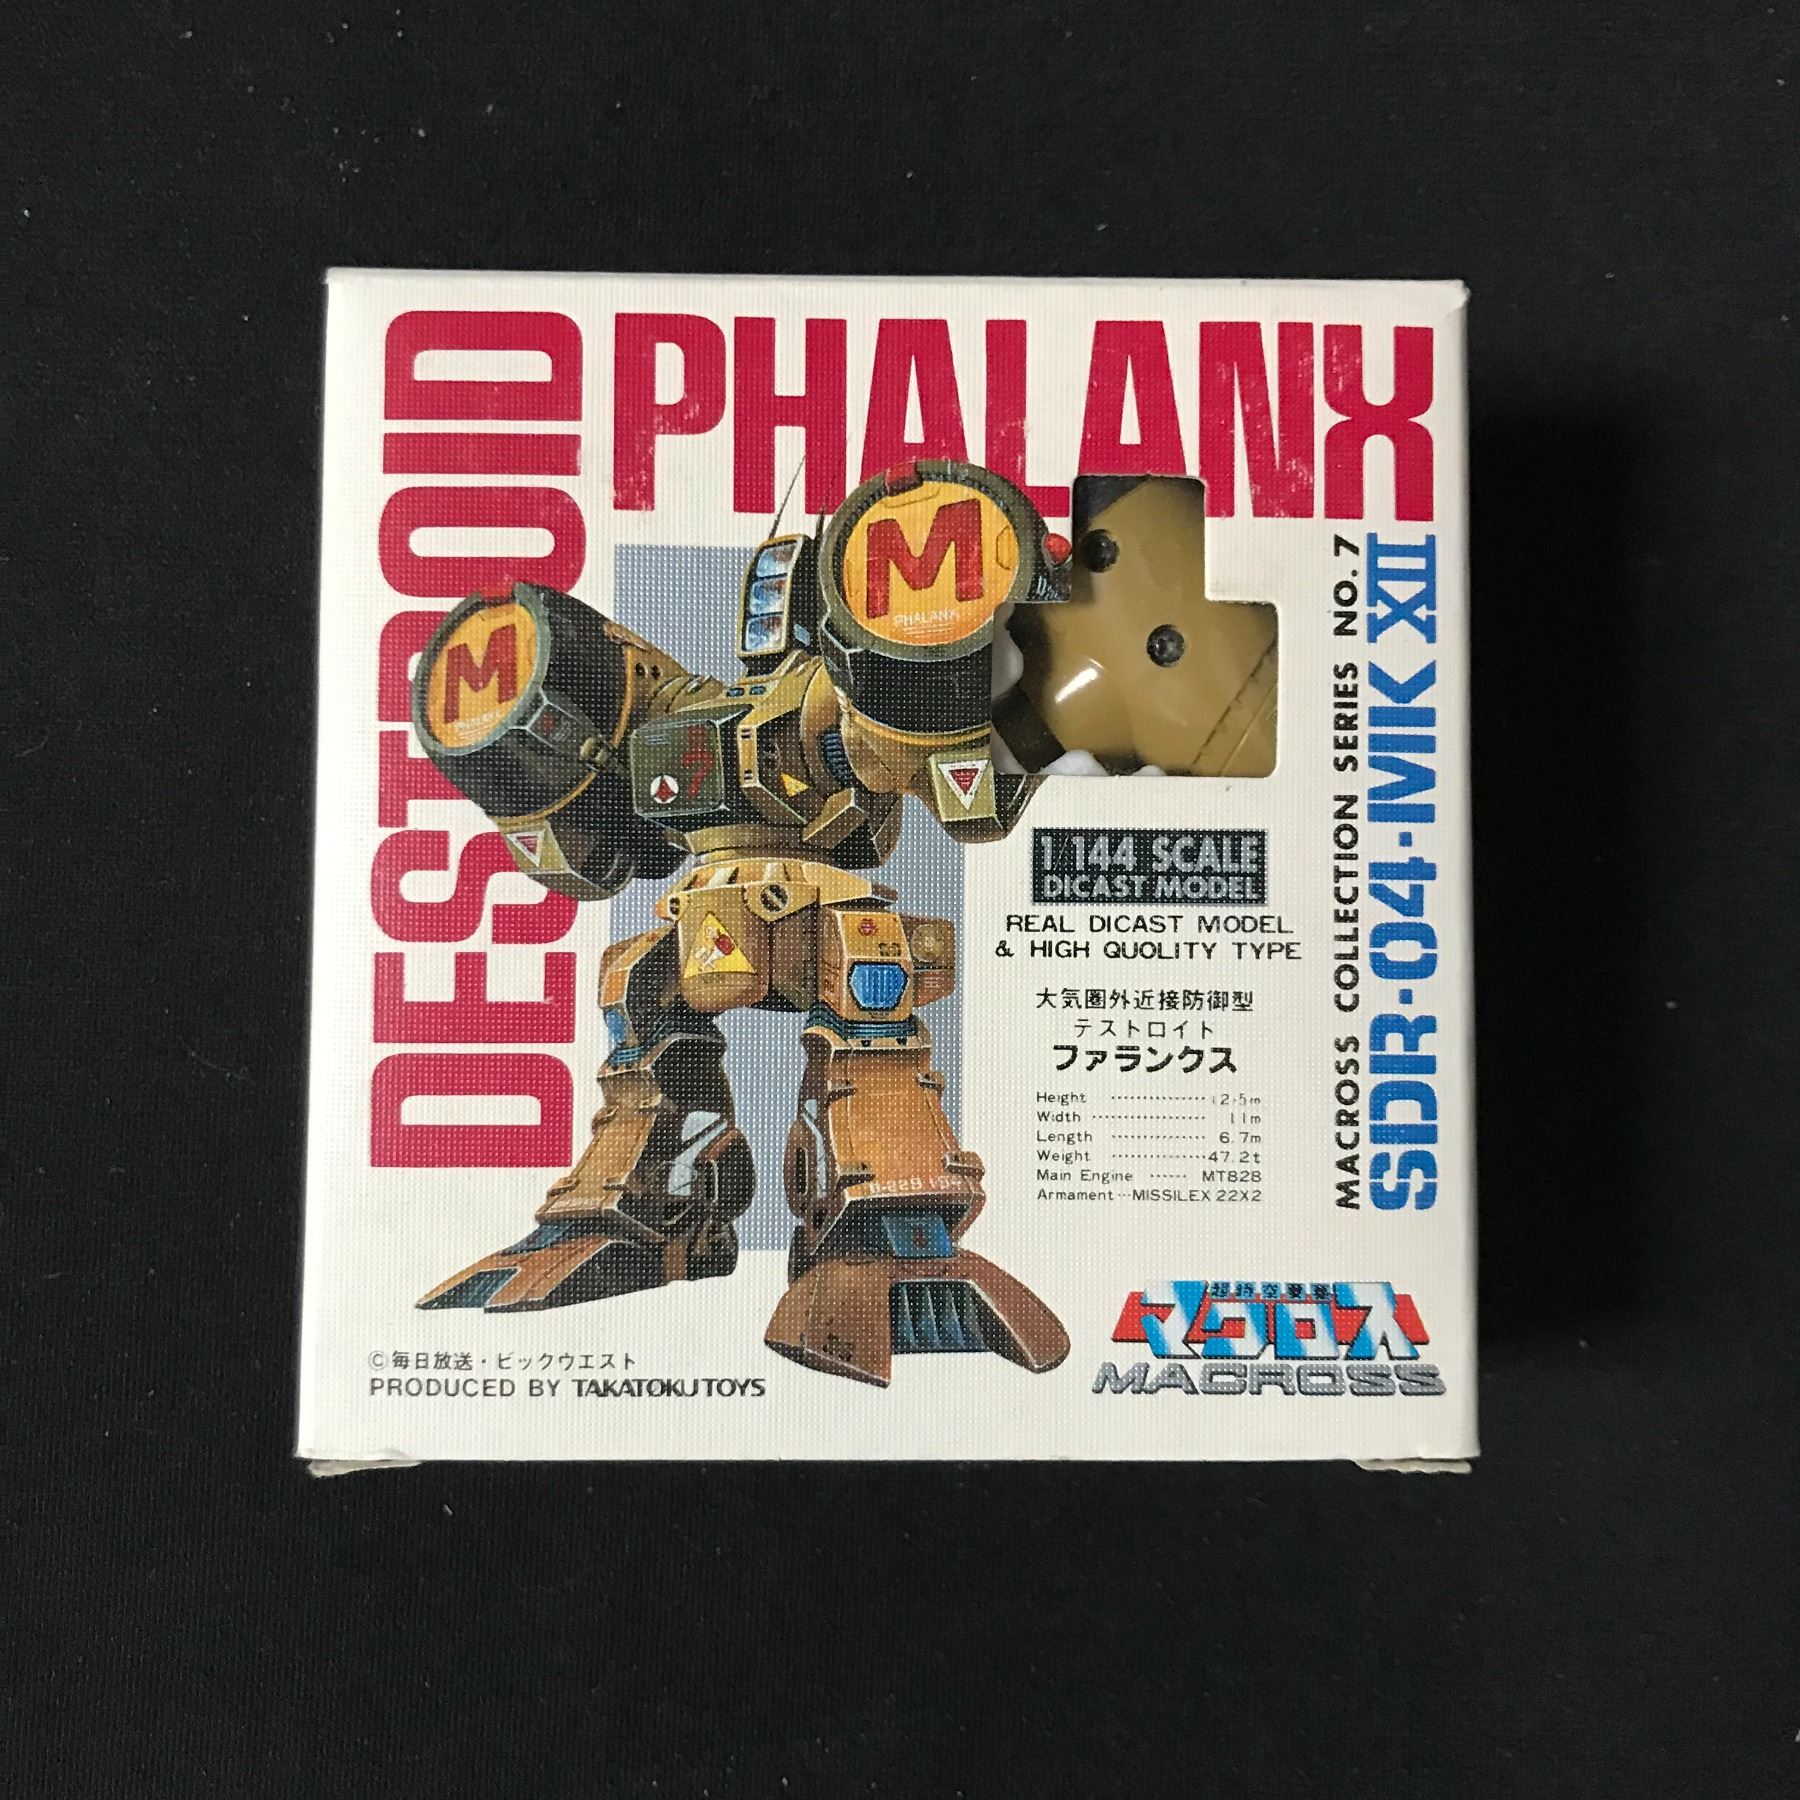 DESTROID
PHALANX
M
PHALANX
M
MACROSS COLLECTION SERIES NO. 7
SDR-04-MK XII
1/144 SCALE
DICAST MODEL
REAL DICAST MODEL
& HIGH QUOLITY TYPE
大気圏外近接防御型
デストロイト
ファランクス
Height ·············· 12.5m
Width ·············· 11m
Length ·············· 6.7m
Weight ·············· 47.2t
Main Engine ······ MT828
Armament ··· MISSILEX 22X2
超時空要塞
マクロス
MACROSS
©毎日放送・ビックウエスト
PRODUCED BY TAKATOKU TOYS